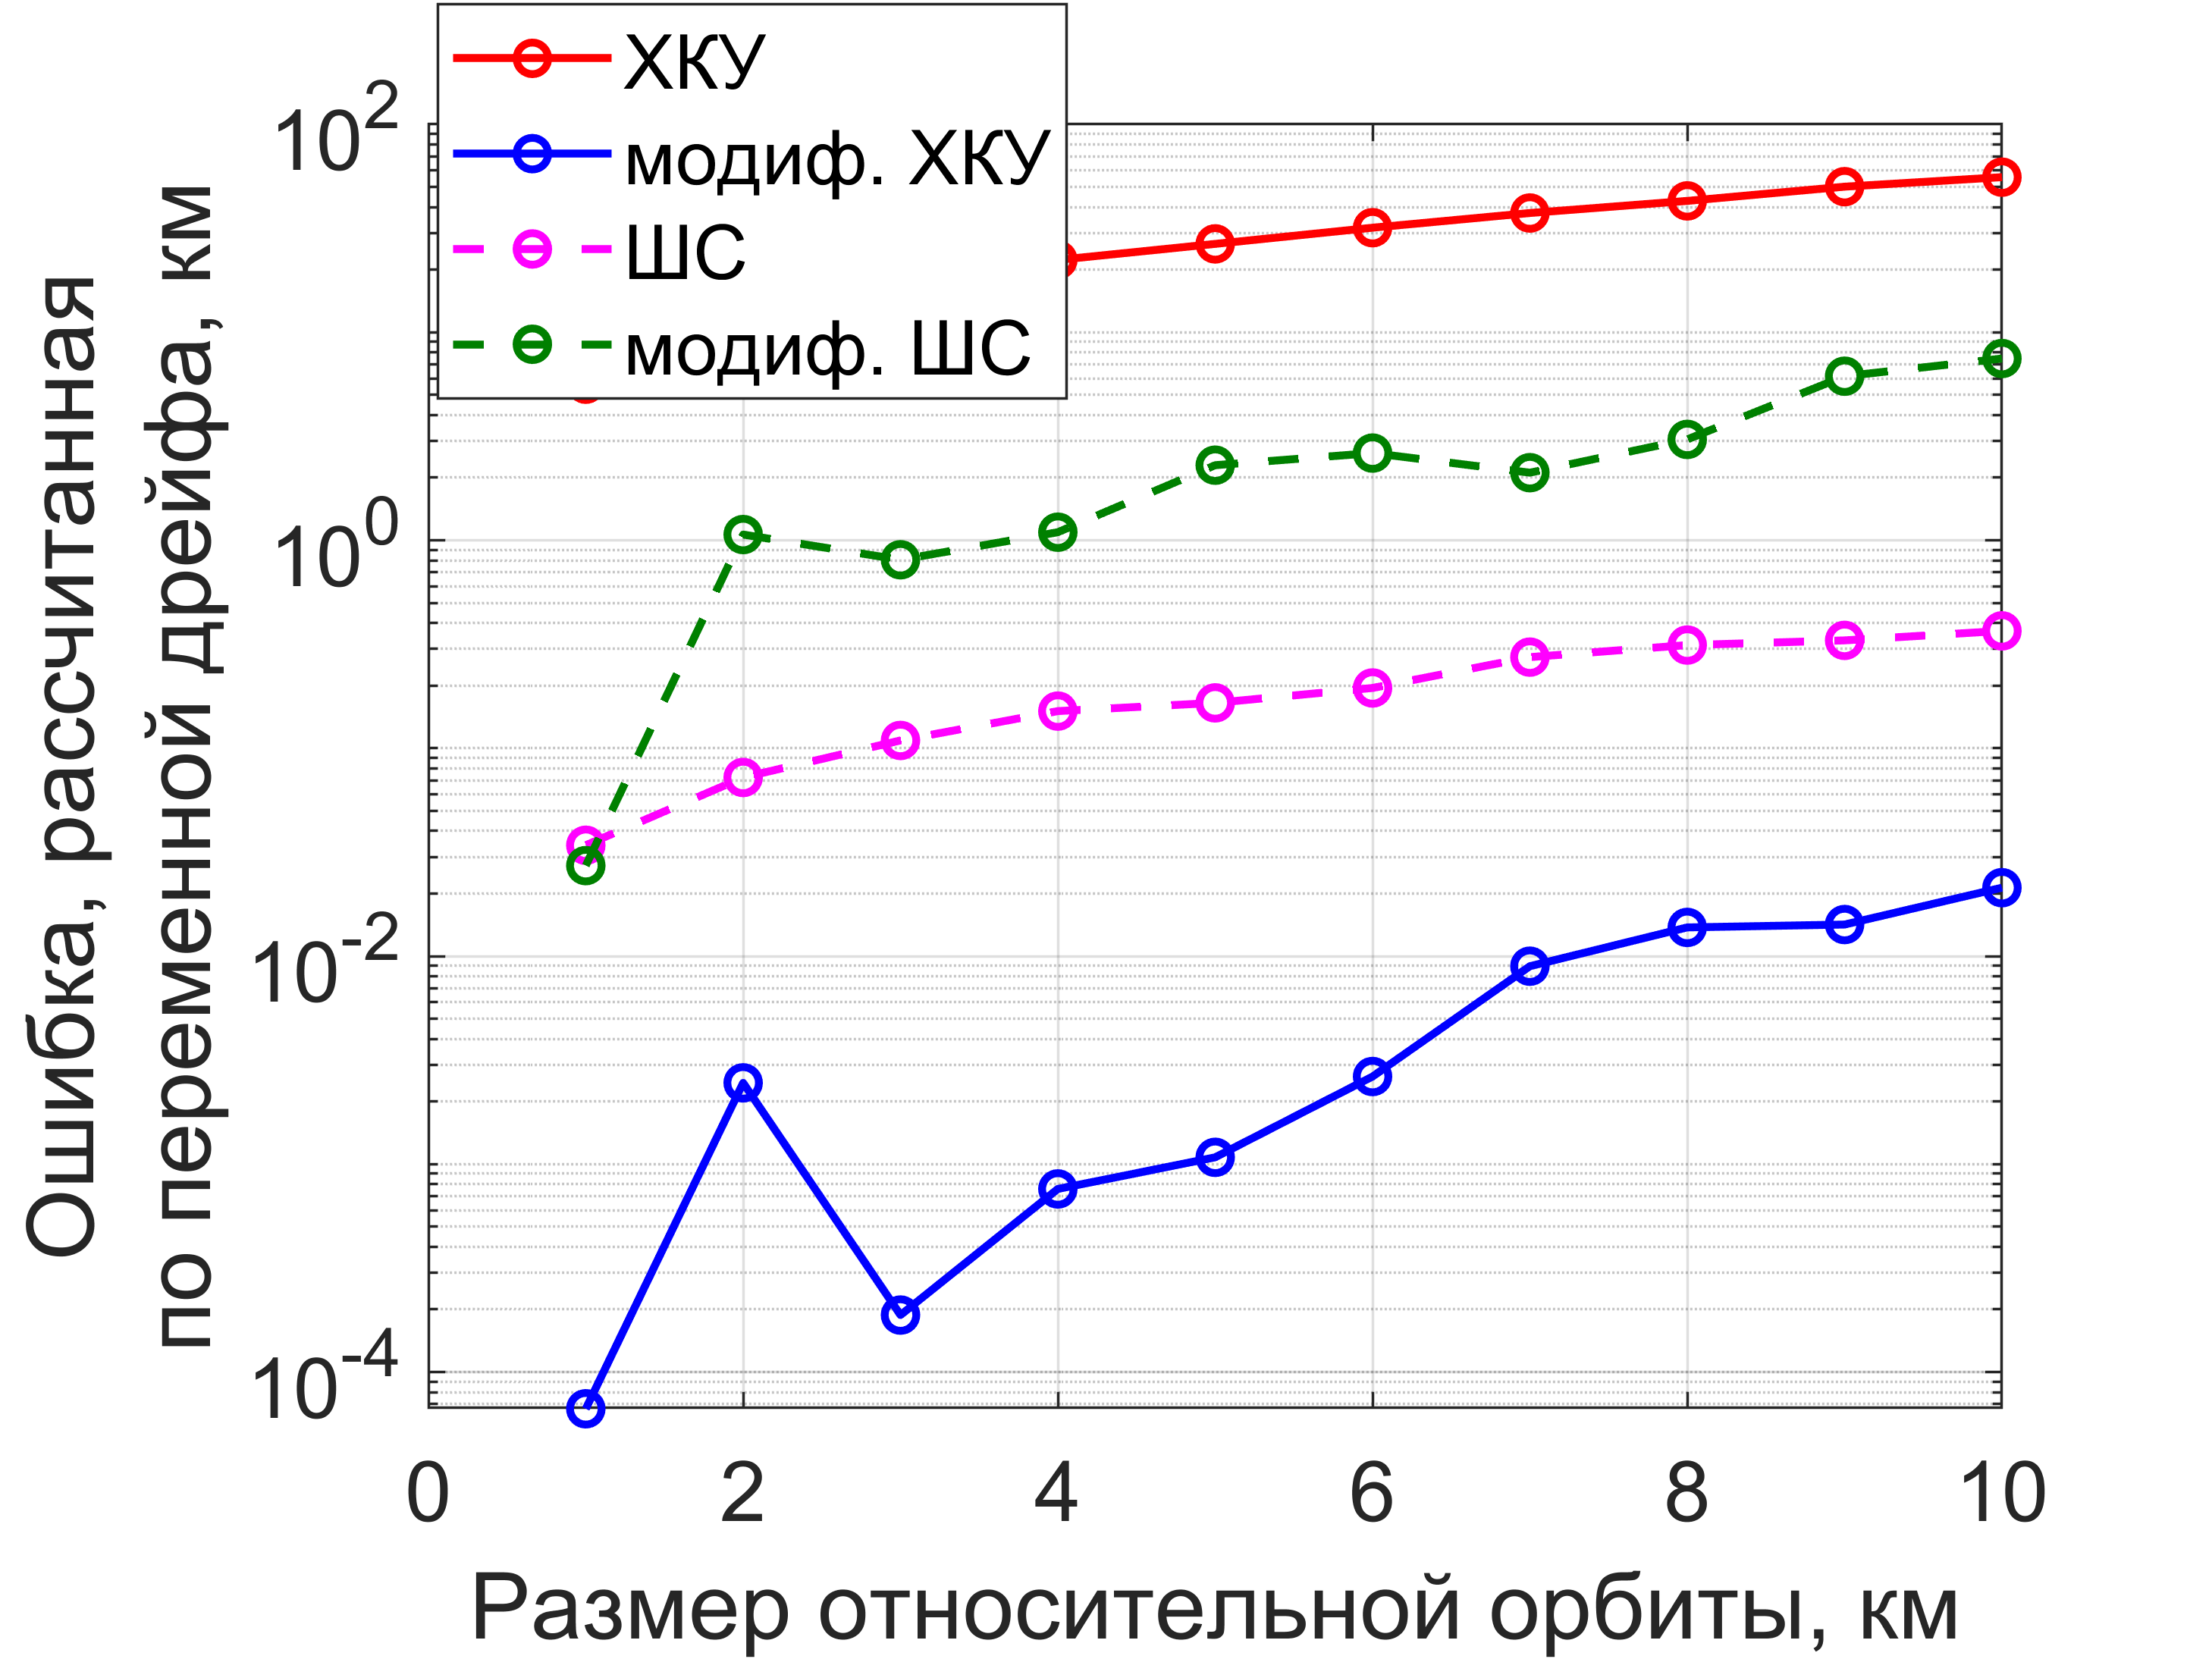 ХКУ
модиф. ХКУ
ШС
модиф. ШС
Ошибка, рассчитанная
по переменной дрейфа, км
10^2
10^0
10^-2
10^-4
0 2 4 6 8 10
Размер относительной орбиты, км